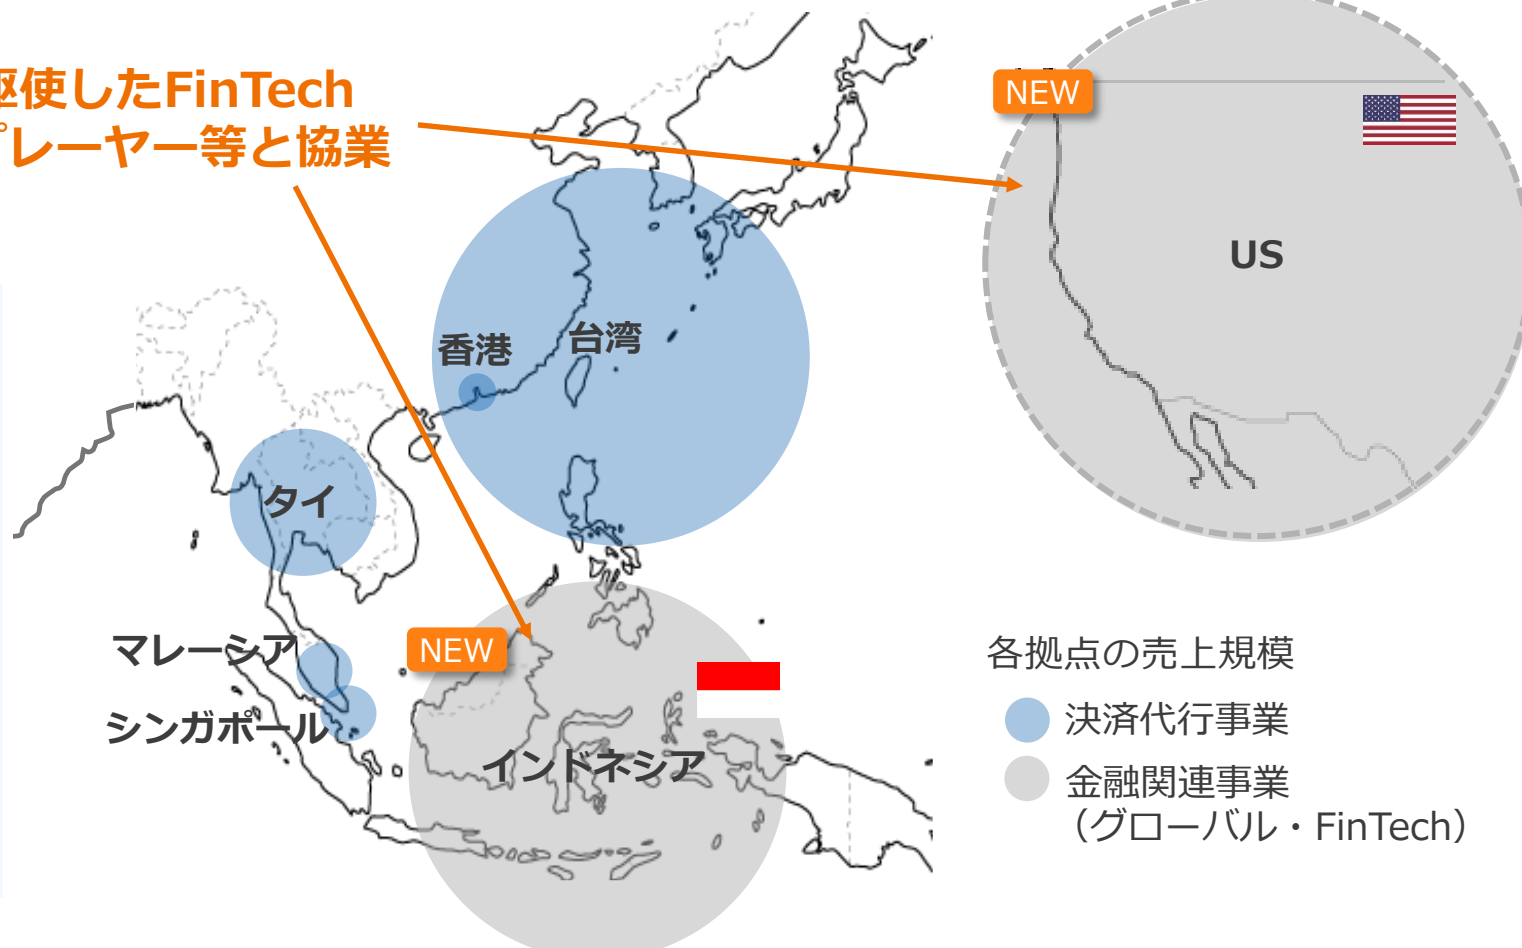 駆使したFinTech
プレーヤー等と協業
NEW
US
香港
台湾
タイ
マレーシア
シンガポール
NEW
インドネシア
各拠点の売上規模
決済代行事業
金融関連事業
（グローバル・FinTech）